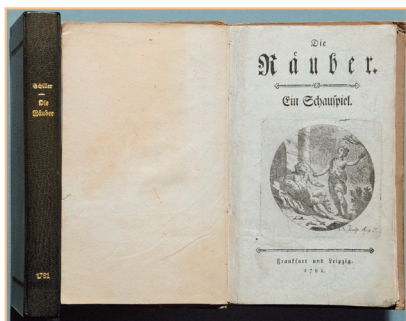 Schiller
Die
Räuber
1781
Die
Räuber.
Ein Schauspiel.
Frankfurt und Leipzig,
1781.